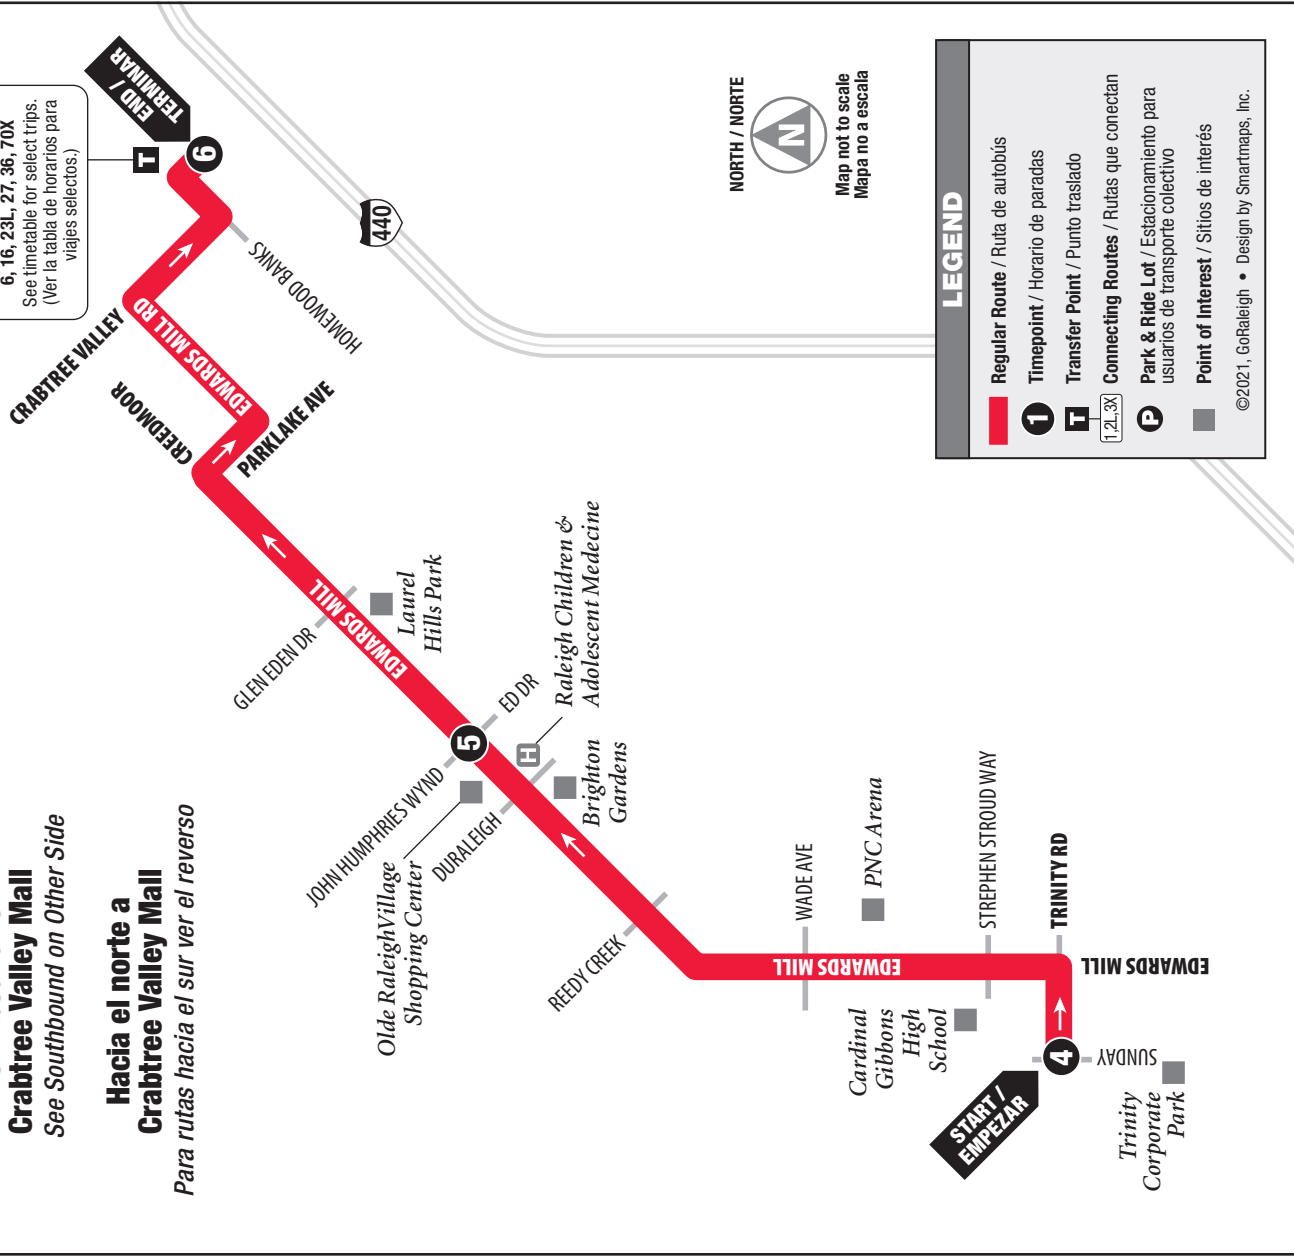 Crabtree Valley Mall
See Southbound on Other Side
Hacia el norte a
Crabtree Valley Mall
Para rutas hacia el sur ver el reverso
6, 16, 23L, 27, 36, 70X
See timetable for select trips.
(Ver la tabla de horarios para
viajes selectos.)
END /
TERMINAR
T
6
CRABTREE VALLEY
EDWARDS MILL RD
HOMEWOOD BANKS
440
CREEDMOOR
PARKLAKE AVE
GLEN EDEN DR
EDWARDS MILL
Laurel
Hills Park
JOHN HUMPHRIES WYND
5
ED DR
H
Raleigh Children &
Adolescent Medecine
Olde RaleighVillage
Shopping Center
DURALEIGH
Brighton
Gardens
REEDY CREEK
WADE AVE
EDWARDS MILL
PNC Arena
STREPHEN STROUD WAY
Cardinal
Gibbons
High
School
TRINITY RD
EDWARDS MILL
START /
EMPEZAR
4
SUNDAY
Trinity
Corporate
Park
NORTH / NORTE
N
Map not to scale
Mapa no a escala
LEGEND
Regular Route / Ruta de autobús
1 Timepoint / Horario de paradas
T Transfer Point / Punto traslado
1,2L,3X Connecting Routes / Rutas que conectan
P Park & Ride Lot / Estacionamiento para
usuarios de transporte colectivo
Point of Interest / Sitios de interés
©2021, GoRaleigh • Design by Smartmaps, Inc.